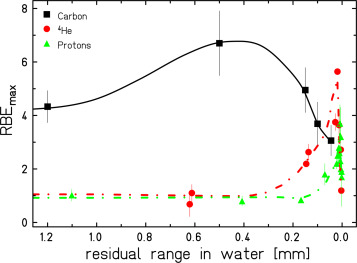 8
6
4
2
0
RBEmax
Carbon
⁴He
Protons
1.2 1.0 0.8 0.6 0.4 0.2 0.0
residual range in water [mm]